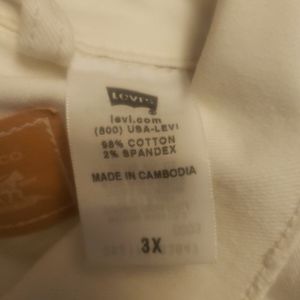 Levi's
levi.com
(800) USA-LEVI
98% COTTON
2% SPANDEX
MADE IN CAMBODIA
3X